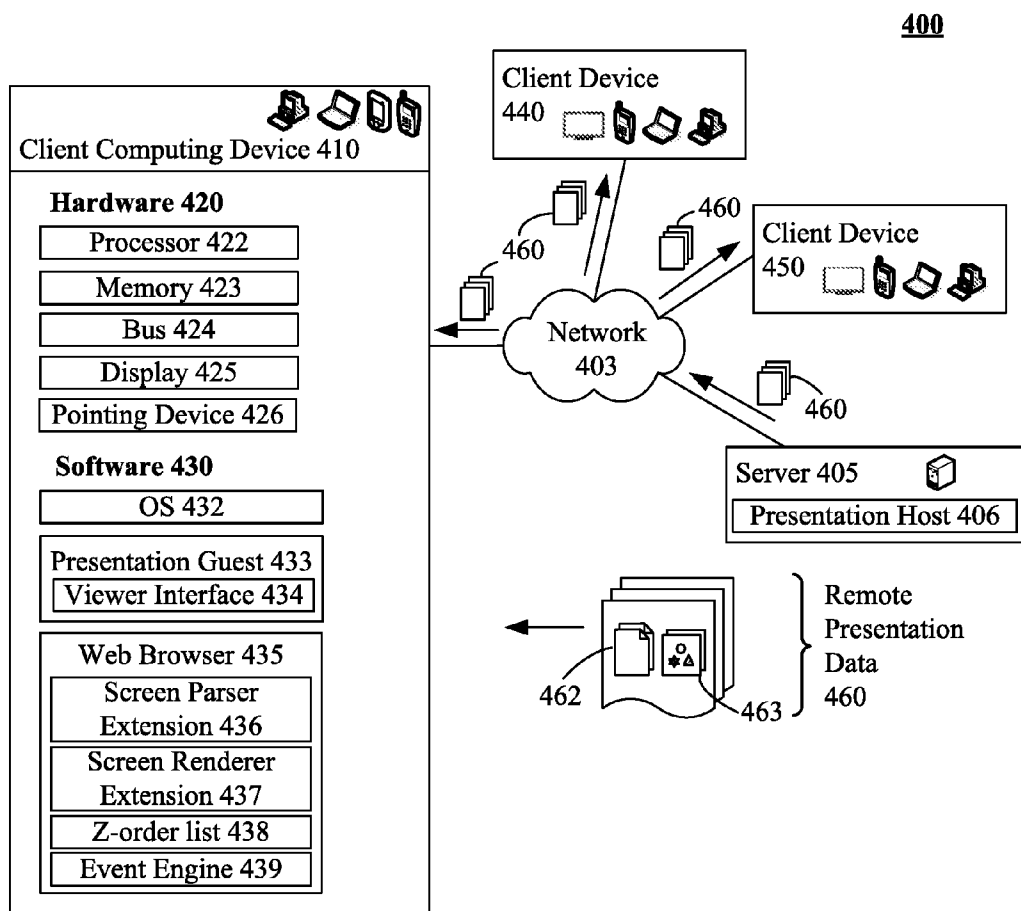 400
Client Computing Device 410
Hardware 420
Processor 422
Memory 423
Bus 424
Display 425
Pointing Device 426
Software 430
OS 432
Presentation Guest 433
Viewer Interface 434
Web Browser 435
Screen Parser
Extension 436
Screen Renderer
Extension 437
Z-order list 438
Event Engine 439
Client Device
440
460
460
Client Device
450
Network
403
460
Server 405
Presentation Host 406
462
463
Remote
Presentation
Data
460